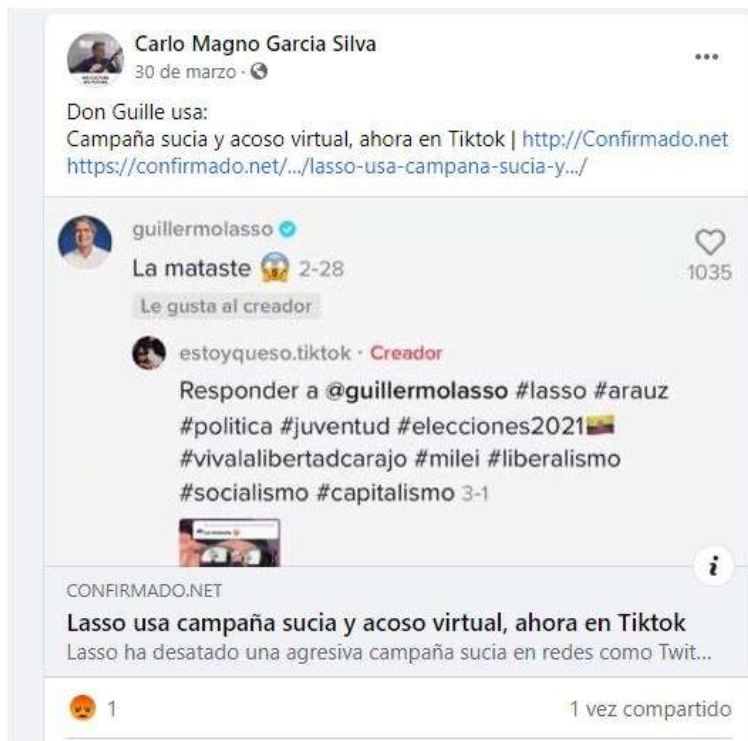 Carlo Magno Garcia Silva
30 de marzo ·
Don Guille usa:
Campaña sucia y acoso virtual, ahora en Tiktok | http://Confirmado.net
https://confirmado.net/.../lasso-usa-campana-sucia-y.../
guillermolasso
La mataste 😱 2-28
1035
Le gusta al creador
estoyqueso.tiktok · Creador
Responder a @guillermolasso #lasso #arauz
#politica #juventud #elecciones2021🇪🇨
#vivalalibertadcarajo #milei #liberalismo
#socialismo #capitalismo 3-1
CONFIRMADO.NET
Lasso usa campaña sucia y acoso virtual, ahora en Tiktok
Lasso ha desatado una agresiva campaña sucia en redes como Twit...
😡 1
1 vez compartido